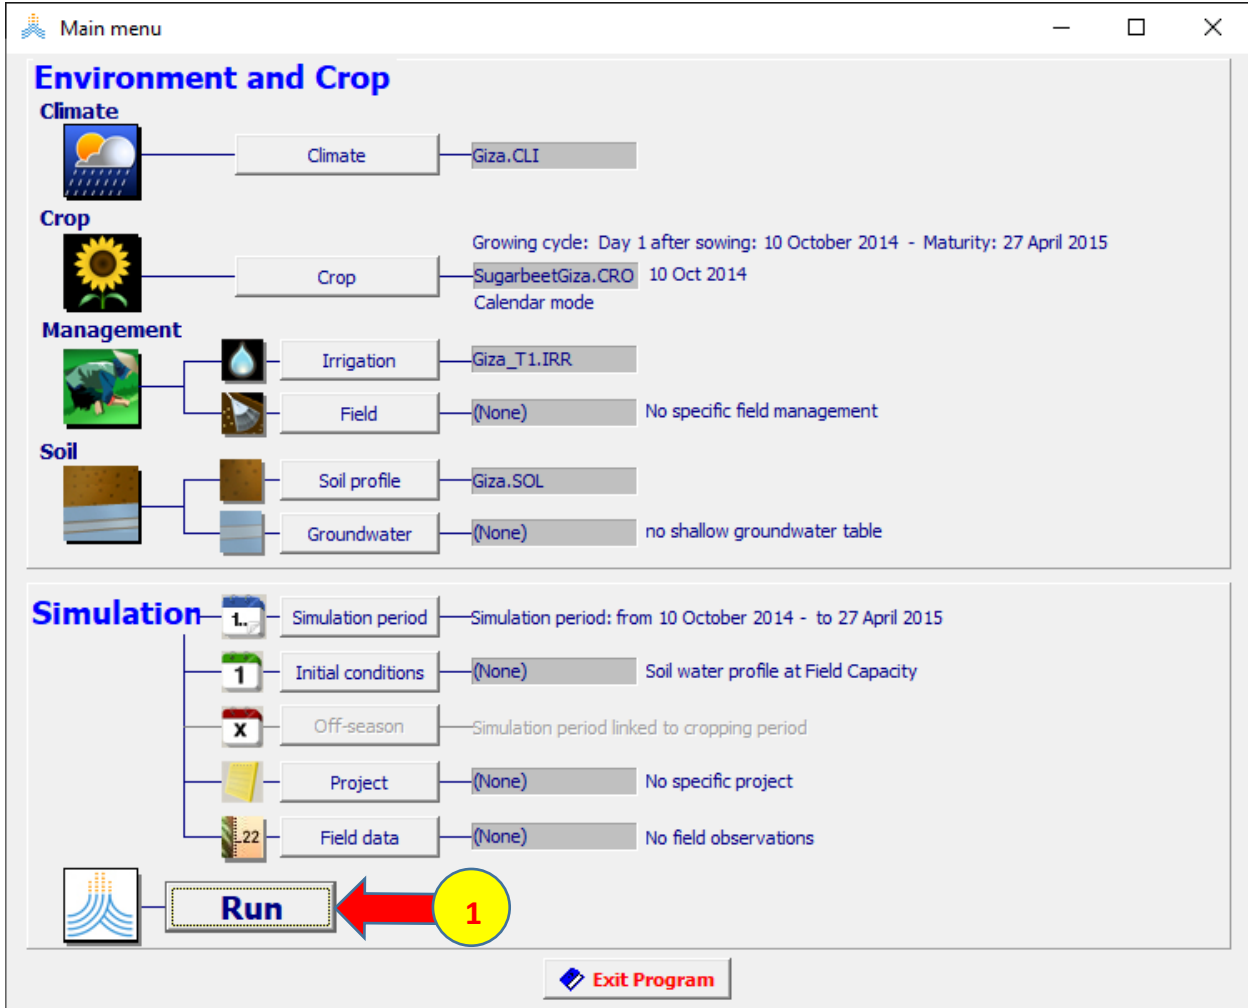 Main menu
Environment and Crop
Climate
Climate
Giza.CLI
Crop
Growing cycle: Day 1 after sowing: 10 October 2014 - Maturity: 27 April 2015
Crop
SugarbeetGiza.CRO
10 Oct 2014
Calendar mode
Management
Irrigation
Giza_T1.IRR
Field
(None)
No specific field management
Soil
Soil profile
Giza.SOL
Groundwater
(None)
no shallow groundwater table
Simulation
1..
Simulation period
Simulation period: from 10 October 2014 - to 27 April 2015
1
Initial conditions
(None)
Soil water profile at Field Capacity
X
Off-season
Simulation period linked to cropping period
Project
(None)
No specific project
.22
Field data
(None)
No field observations
Run
1
Exit Program